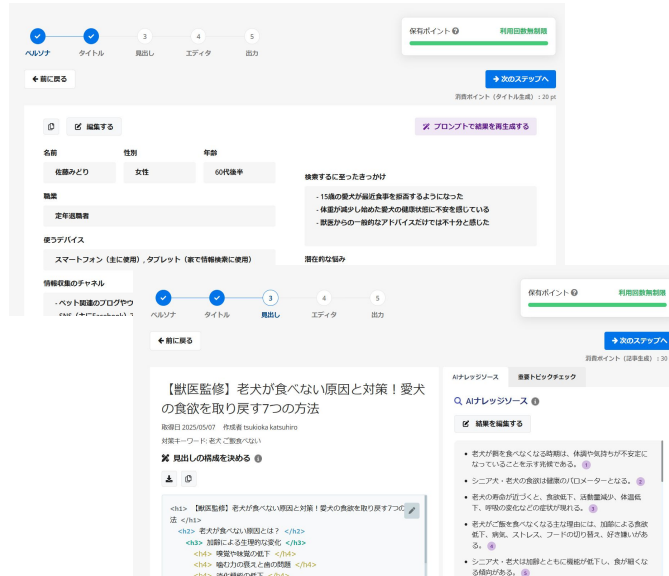 保有ポイント
利用回数無制限
3
4
5
ペルソナ
タイトル
見出し
エディタ
出力
前に戻る
次のステップへ
消費ポイント（タイトル生成）: 20 pt
編集する
プロンプトで結果を再生成する
名前
性別
年齢
佐藤みどり
女性
60代後半
職業
定年退職者
使うデバイス
スマートフォン（主に使用）, タブレット（家で情報検索に使用）
情報収集のチャネル
検索するに至ったきっかけ
- 15歳の愛犬が最近食事を拒否するようになった
- 体重が減少し始めた愛犬の健康状態に不安を感じている
- 獣医からの一般的なアドバイスだけでは不十分と感じた
潜在的な悩み
- ペット関連のブログやウ
保有ポイント
利用回数無制限
3
4
5
ペルソナ
タイトル
見出し
エディタ
出力
前に戻る
次のステップへ
消費ポイント（記事生成）: 30
【獣医監修】老犬が食べない原因と対策！愛犬
の食欲を取り戻す7つの方法
取得日 2025/05/07 作成者 tsukioka katsuhiro
対策キーワード: 老犬 ご飯食べない
見出しの構成を決める
<h1> 【獣医監修】老犬が食べない原因と対策！愛犬の食欲を取り戻す7つの方
法 </h1>
<h2> 老犬が食べない原因とは？ </h2>
<h3> 加齢による生理的な変化 </h3>
<h4> 嗅覚や味覚の低下 </h4>
<h4> 噛む力の衰えと歯の問題 </h4>
<h4> 消化機能の低下 </h4>
AIナレッジソース
重要トピックチェック
AIナレッジソース
結果を編集する
老犬が餌を食べなくなる時期は、体調や気持ちが不安定に
なっていることを示す兆候である。 1
シニア犬・老犬の食欲は健康のバロメーターとなる。 2
老犬の寿命が近づくと、食欲低下、活動量減少、体温低
下、呼吸の変化などの症状が現れる。 3
老犬がご飯を食べなくなる主な理由には、加齢による食欲
低下、病気、ストレス、フードの切り替え、好き嫌いがあ
る。 4
シニア犬・老犬は加齢とともに機能が低下し、食が細くな
る傾向がある。 5